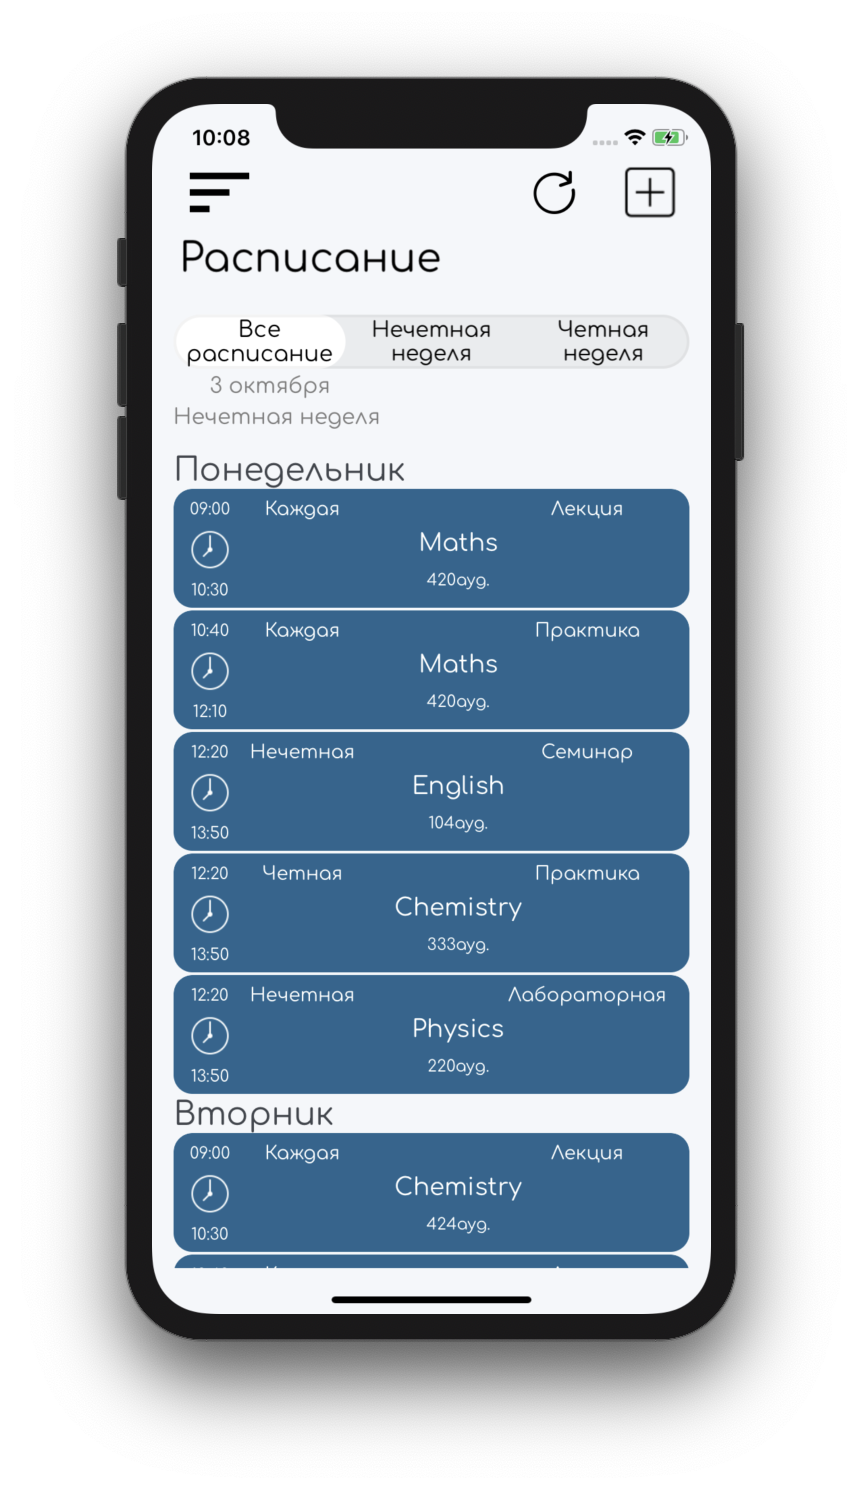 10:08
Расписание
Все Нечетная Четная
расписание неделя неделя
3 октября
Нечетная неделя
Понедельник
09:00 Каждая Лекция
Maths
420ауд.
10:30
10:40 Каждая Практика
Maths
420ауд.
12:10
12:20 Нечетная Семинар
English
104ауд.
13:50
12:20 Четная Практика
Chemistry
333ауд.
13:50
12:20 Нечетная Лабораторная
Physics
220ауд.
13:50
Вторник
09:00 Каждая Лекция
Chemistry
424ауд.
10:30